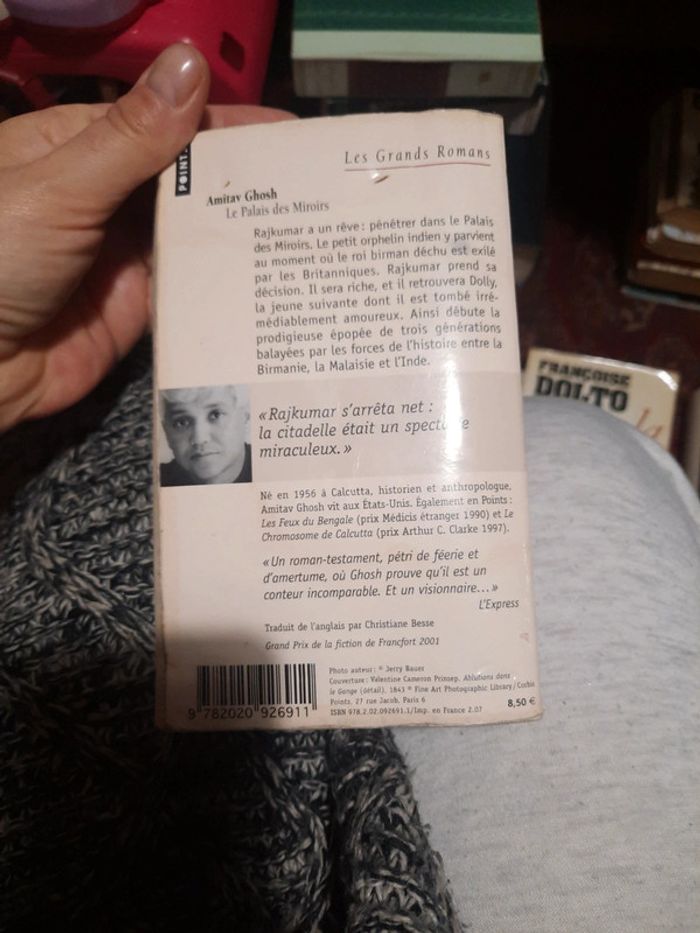 POINTS
Les Grands Romans
Amitav Ghosh
Le Palais des Miroirs
Rajkumar a un rêve : pénétrer dans le Palais
des Miroirs. Le petit orphelin indien y parvient
au moment où le roi birman déchu est exilé
par les Britanniques. Rajkumar prend sa
décision. Il sera riche, et il retrouvera Dolly,
la jeune suivante dont il est tombé irré-
médiablement amoureux. Ainsi débute la
prodigieuse épopée de trois générations
balayées par les forces de l'histoire entre la
Birmanie, la Malaisie et l'Inde.
« Rajkumar s'arrêta net :
la citadelle était un spectacle
miraculeux. »
Né en 1956 à Calcutta, historien et anthropologue,
Amitav Ghosh vit aux États-Unis. Également en Points :
Les Feux du Bengale (prix Médicis étranger 1990) et Le
Chromosome de Calcutta (prix Arthur C. Clarke 1997).
« Un roman-testament, pétri de féerie et
d'amertume, où Ghosh prouve qu'il est un
conteur incomparable. Et un visionnaire... »
L'Express
Traduit de l'anglais par Christiane Besse
Grand Prix de la fiction de Francfort 2001
Photo auteur : © Jerry Bauer
Couverture : Valentine Cameron Prinsep, Ablutions dans
le Gange (détail), 1843 © Fine Art Photographic Library / Corbis
Points, 27 rue Jacob, Paris 6
ISBN 978.2.02.092691.1/Imp. en France 2.07
8,50 €
9 782020 926911
FRANÇOISE
DOLTO
la